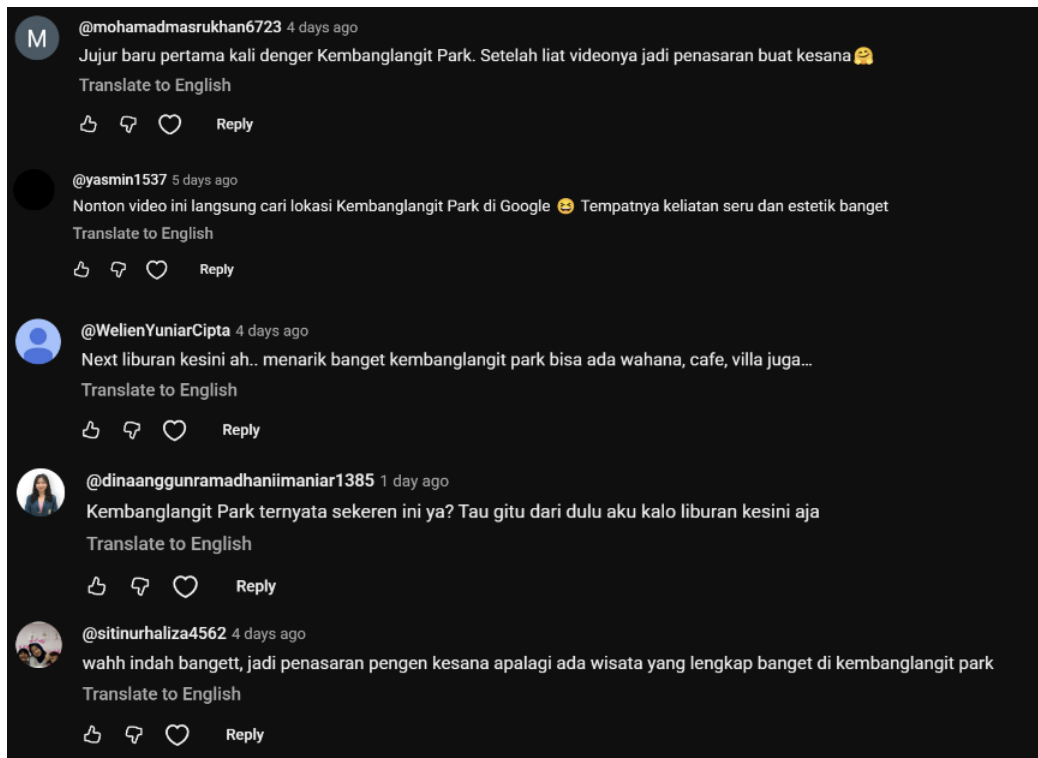 M
@mohamadmasrukhan6723 4 days ago
Jujur baru pertama kali denger Kembanglangit Park. Setelah liat videonya jadi penasaran buat kesana🤗
Translate to English
Reply
@yasmin1537 5 days ago
Nonton video ini langsung cari lokasi Kembanglangit Park di Google 😆 Tempatnya keliatan seru dan estetik banget
Translate to English
Reply
@WelienYuniarCipta 4 days ago
Next liburan kesini ah.. menarik banget kembanglangit park bisa ada wahana, cafe, villa juga...
Translate to English
Reply
@dinaanggunramadhaniimaniar1385 1 day ago
Kembanglangit Park ternyata sekeren ini ya? Tau gitu dari dulu aku kalo liburan kesini aja
Translate to English
Reply
@sitinurhaliza4562 4 days ago
wahh indah bangett, jadi penasaran pengen kesana apalagi ada wisata yang lengkap banget di kembanglangit park
Translate to English
Reply